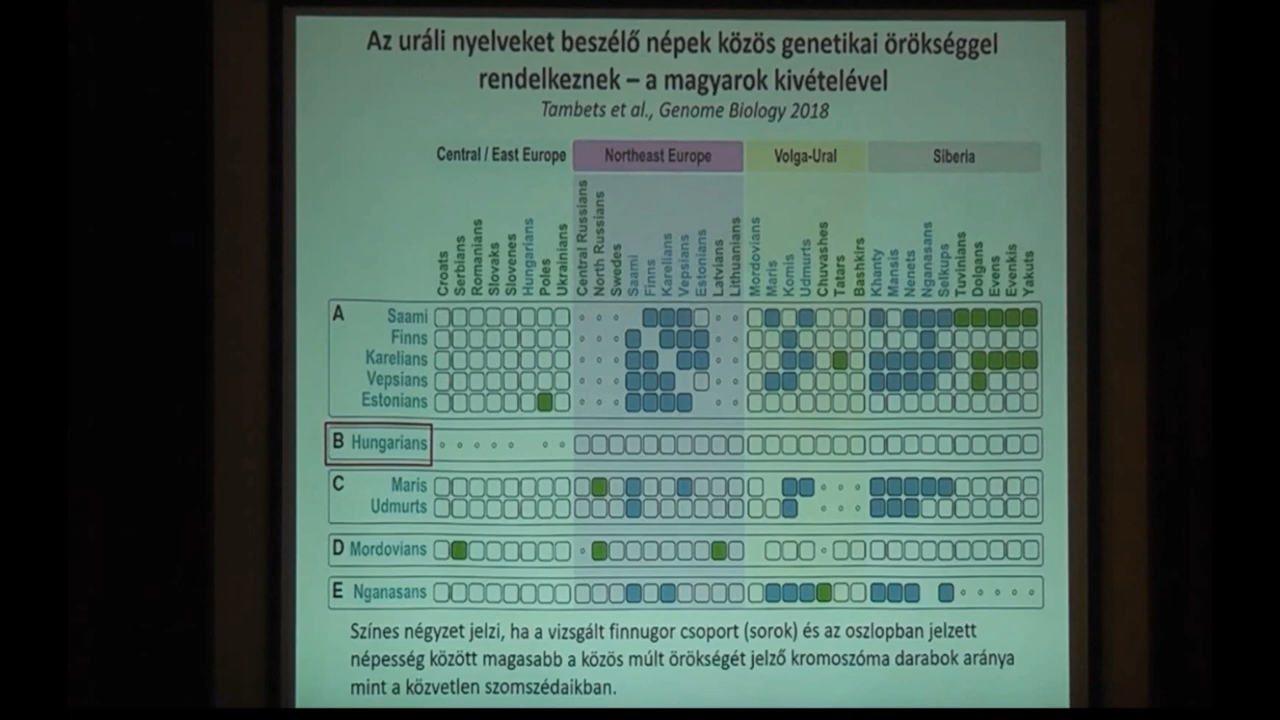 Az uráli nyelveket beszélő népek közös genetikai örökséggel
rendelkeznek – a magyarok kivételével
Tambets et al., Genome Biology 2018
Central / East Europe
Northeast Europe
Volga-Ural
Siberia
Croats
Serbians
Romanians
Slovaks
Slovenes
Hungarians
Poles
Ukrainians
Central Russians
North Russians
Swedes
Saami
Finns
Karelians
Vepsians
Estonians
Latvians
Lithuanians
Mordovians
Maris
Komis
Udmurts
Chuvashes
Tatars
Bashkirs
Khanty
Mansis
Nenets
Nganasans
Selkups
Tuvinians
Dolgans
Evens
Evenkis
Yakuts
A Saami
Finns
Karelians
Vepsians
Estonians
B Hungarians
C Maris
Udmurts
D Mordovians
E Nganasans
Színes négyzet jelzi, ha a vizsgált finnugor csoport (sorok) és az oszlopban jelzett
népesség között magasabb a közös múlt örökségét jelző kromoszóma darabok aránya
mint a közvetlen szomszédaikban.